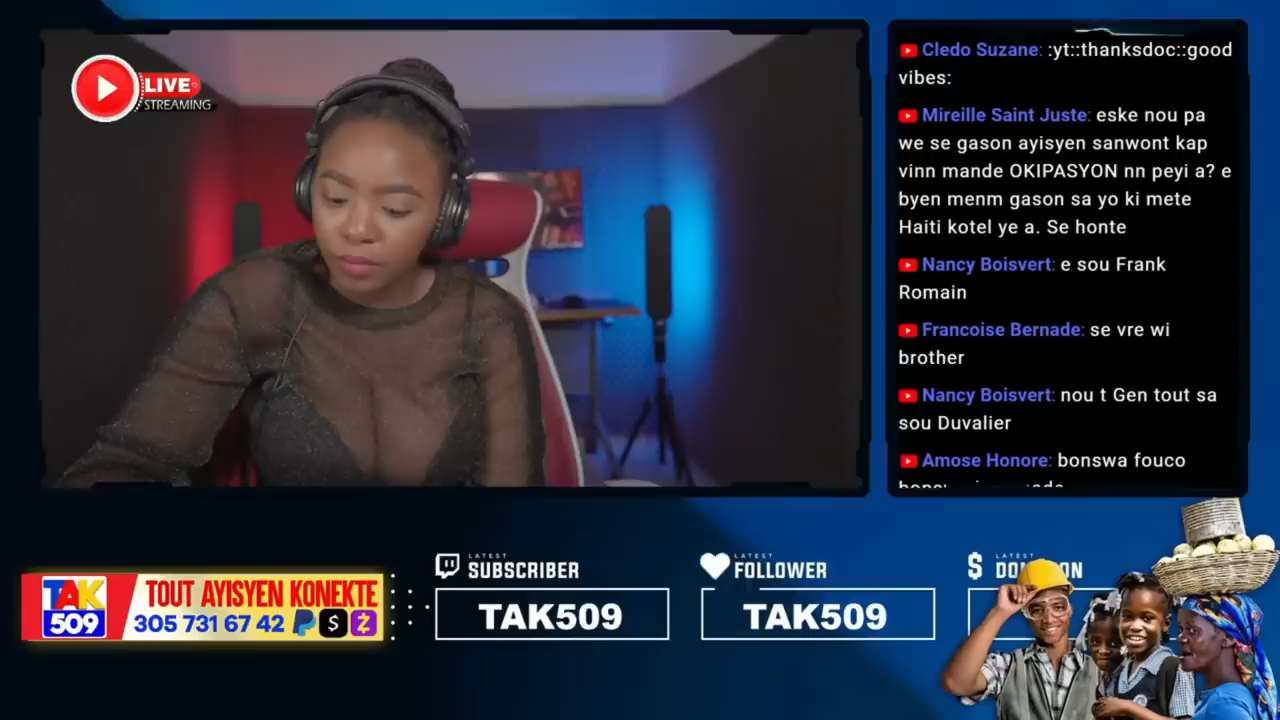 LIVE
STREAMING
Cledo Suzane: :yt::thanksdoc::good
vibes:
Mireille Saint Juste: eske nou pa
we se gason ayisyen sanwont kap
vinn mande OKIPASYON nn peyi a? e
byen menm gason sa yo ki mete
Haiti kotel ye a. Se honte
Nancy Boisvert: e sou Frank
Romain
Francoise Bernade: se vre wi
brother
Nancy Boisvert: nou t Gen tout sa
sou Duvalier
Amose Honore: bonswa fouco
TAK
509
TOUT AYISYEN KONEKTE
305 731 67 42
LATEST
SUBSCRIBER
TAK509
LATEST
FOLLOWER
TAK509
$ LATEST